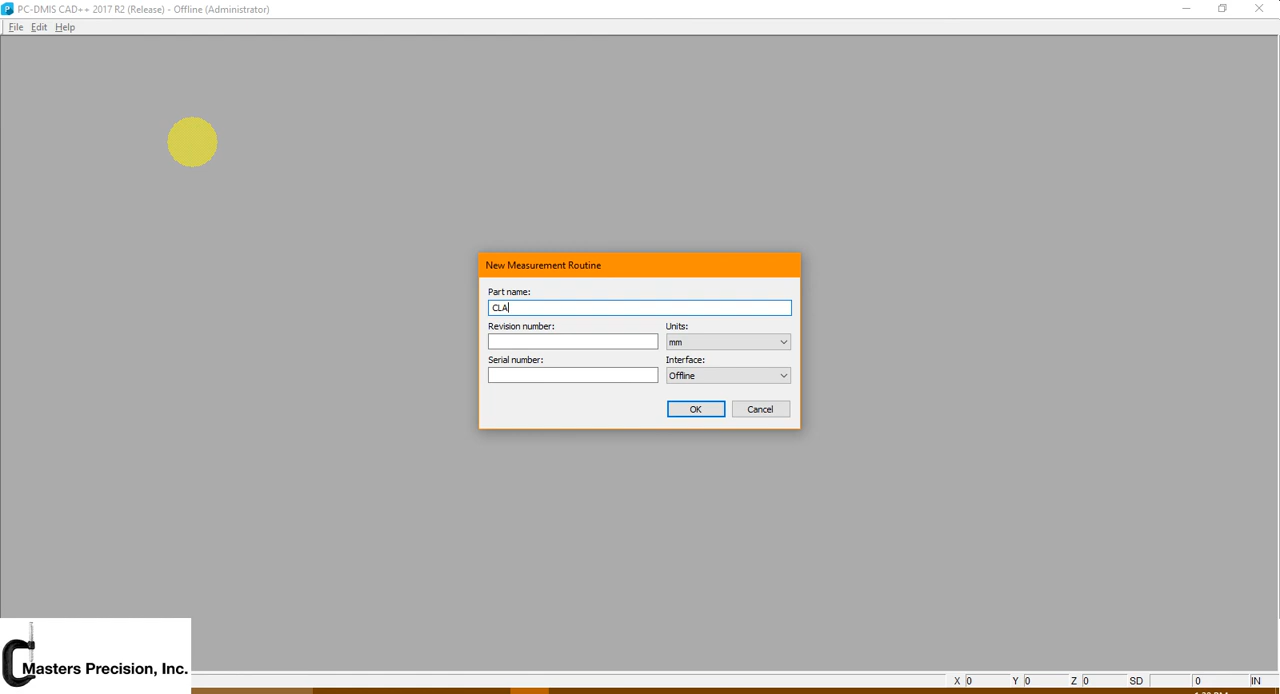 PC-DMIS CAD++ 2017 R2 (Release) - Offline (Administrator)
File Edit Help
New Measurement Routine
Part name:
CLA
Revision number: Units:
mm
Serial number: Interface:
Offline
OK Cancel
Masters Precision, Inc.
X 0 Y 0 Z 0 SD 0 IN